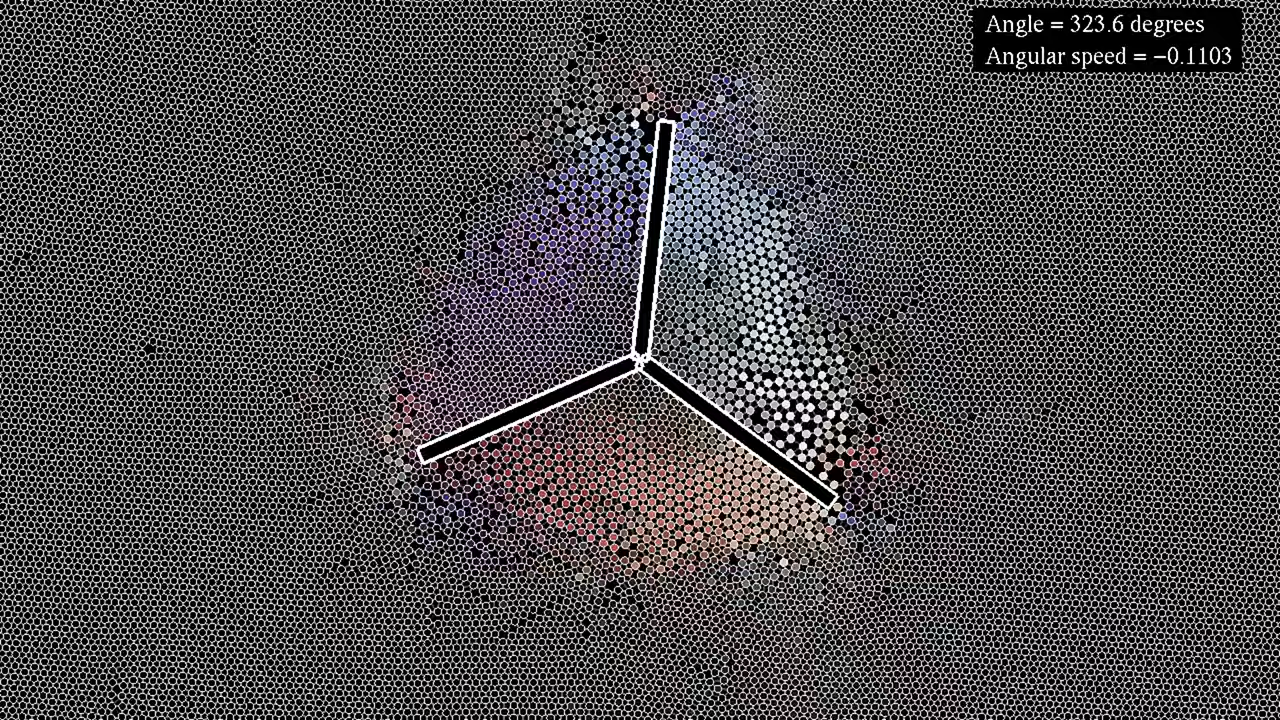 Angle = 323.6 degrees
Angular speed = −0.1103